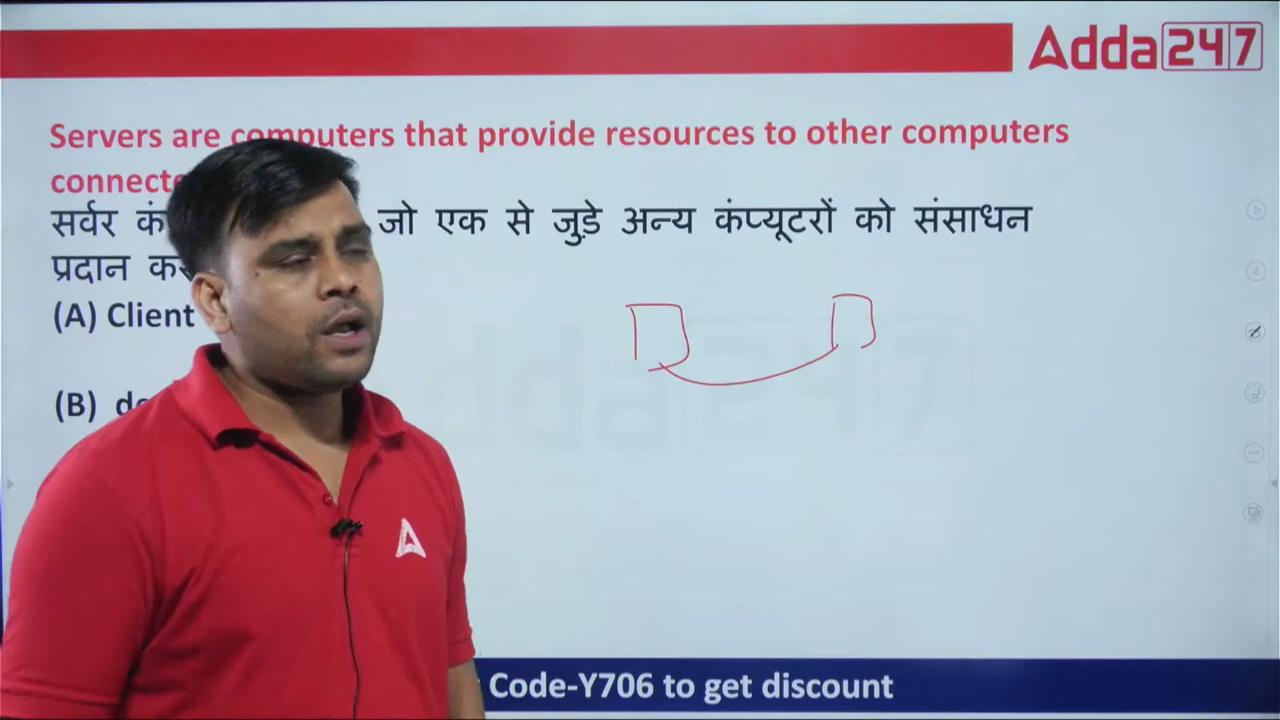 Adda247
Servers are computers that provide resources to other computers
सर्वर जो एक से जुड़े अन्य कंप्यूटरों को संसाधन
प्रदान
(A) Client
(B)
Code-Y706 to get discount